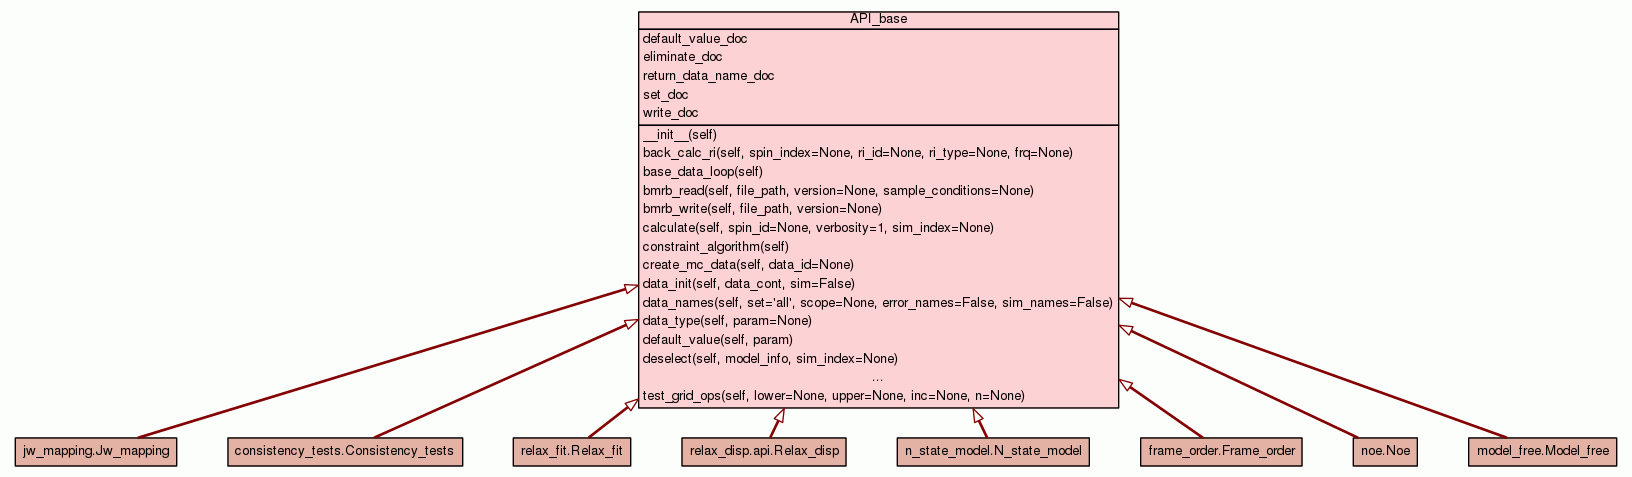 API_base
default_value_doc
eliminate_doc
return_data_name_doc
set_doc
write_doc
__init__(self)
back_calc_ri(self, spin_index=None, ri_id=None, ri_type=None, frq=None)
base_data_loop(self)
bmrb_read(self, file_path, version=None, sample_conditions=None)
bmrb_write(self, file_path, version=None)
calculate(self, spin_id=None, verbosity=1, sim_index=None)
constraint_algorithm(self)
create_mc_data(self, data_id=None)
data_init(self, data_cont, sim=False)
data_names(self, set='all', scope=None, error_names=False, sim_names=False)
data_type(self, param=None)
default_value(self, param)
deselect(self, model_info, sim_index=None)
...
test_grid_ops(self, lower=None, upper=None, inc=None, n=None)
jw_mapping.Jw_mapping
consistency_tests.Consistency_tests
relax_fit.Relax_fit
relax_disp.api.Relax_disp
n_state_model.N_state_model
frame_order.Frame_order
noe.Noe
model_free.Model_free